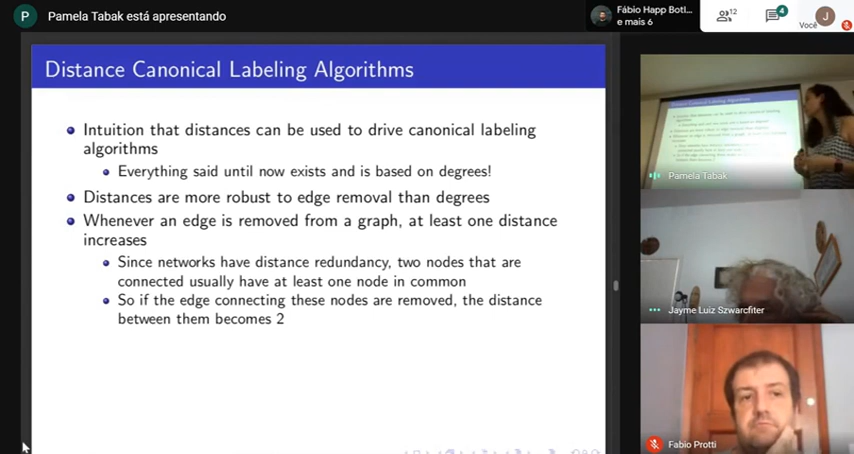 P
Pamela Tabak está apresentando
Fábio Happ Botl...
e mais 6
12
4
J
Você
Distance Canonical Labeling Algorithms
Intuition that distances can be used to drive canonical labeling
algorithms
Everything said until now exists and is based on degrees!
Distances are more robust to edge removal than degrees
Whenever an edge is removed from a graph, at least one distance
increases
Since networks have distance redundancy, two nodes that are
connected usually have at least one node in common
So if the edge connecting these nodes are removed, the distance
between them becomes 2
Pamela Tabak
Jayme Luiz Szwarcfiter
Fabio Protti